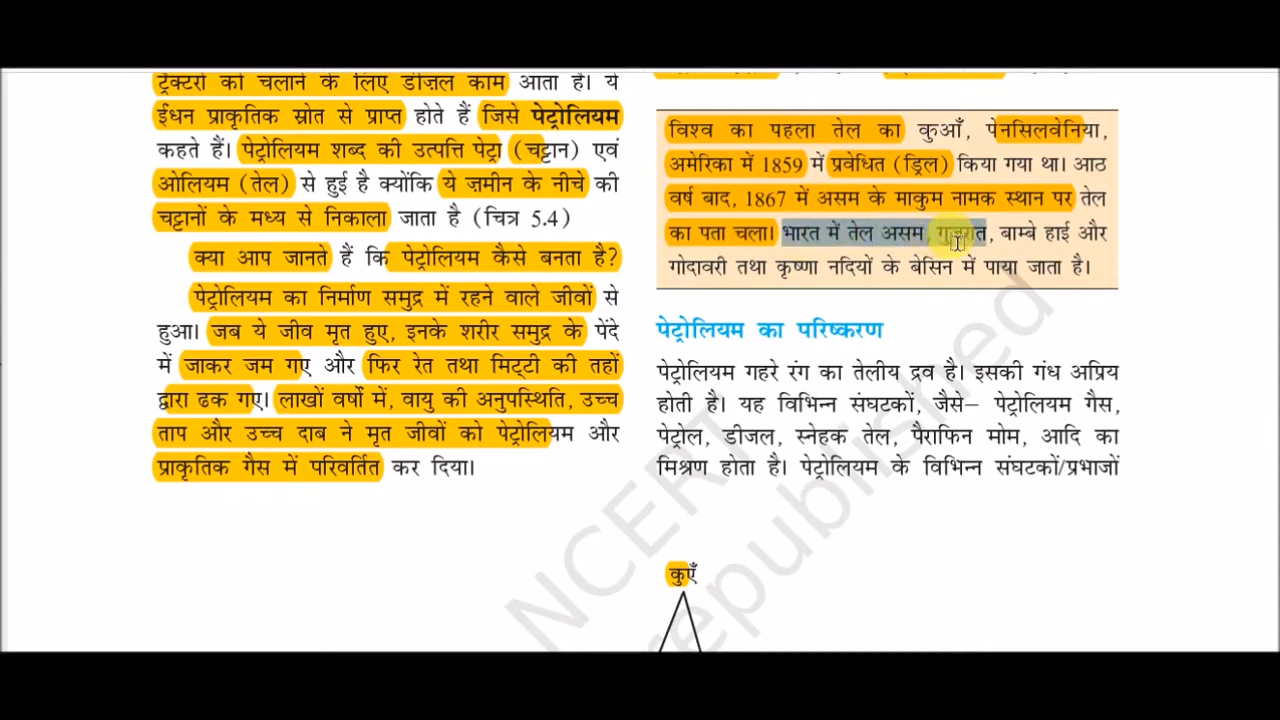 ट्रैक्टरों को चलाने के लिए डीज़ल काम आता है। ये
ईंधन प्राकृतिक स्रोत से प्राप्त होते हैं जिसे पेट्रोलियम
कहते हैं। पेट्रोलियम शब्द की उत्पत्ति पेट्रा (चट्टान) एवं
ओलियम (तेल) से हुई है क्योंकि ये ज़मीन के नीचे की
चट्टानों के मध्य से निकाला जाता है (चित्र 5.4)
क्या आप जानते हैं कि पेट्रोलियम कैसे बनता है?
पेट्रोलियम का निर्माण समुद्र में रहने वाले जीवों से
हुआ। जब ये जीव मृत हुए, इनके शरीर समुद्र के पेंदे
में जाकर जम गए और फिर रेत तथा मिट्टी की तहों
द्वारा ढक गए। लाखों वर्षों में, वायु की अनुपस्थिति, उच्च
ताप और उच्च दाब ने मृत जीवों को पेट्रोलियम और
प्राकृतिक गैस में परिवर्तित कर दिया।
विश्व का पहला तेल का कुआँ, पेनसिलवेनिया,
अमेरिका में 1859 में प्रवेधित (ड्रिल) किया गया था। आठ
वर्ष बाद, 1867 में असम के माकुम नामक स्थान पर तेल
का पता चला। भारत में तेल असम, गुजरात, बाम्बे हाई और
गोदावरी तथा कृष्णा नदियों के बेसिन में पाया जाता है।
पेट्रोलियम का परिष्करण
पेट्रोलियम गहरे रंग का तेलीय द्रव है। इसकी गंध अप्रिय
होती है। यह विभिन्न संघटकों, जैसे– पेट्रोलियम गैस,
पेट्रोल, डीजल, स्नेहक तेल, पैराफिन मोम, आदि का
मिश्रण होता है। पेट्रोलियम के विभिन्न संघटकों/प्रभाजों
कुएँ
NCERT
republished